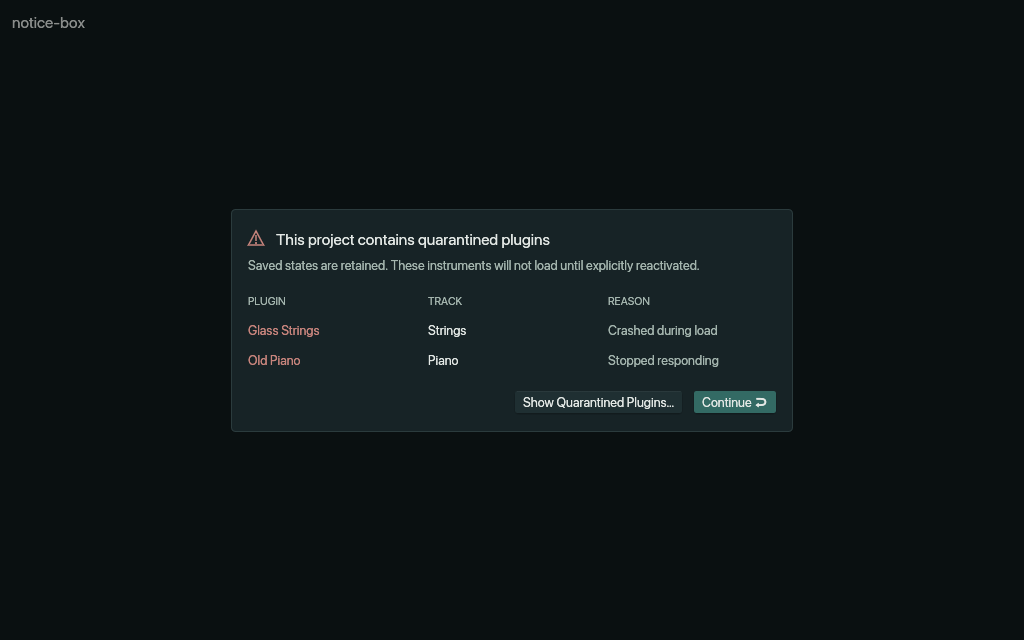 notice-box
This project contains quarantined plugins
Saved states are retained. These instruments will not load until explicitly reactivated.
PLUGIN TRACK REASON
Glass Strings Strings Crashed during load
Old Piano Piano Stopped responding
Show Quarantined Plugins... Continue